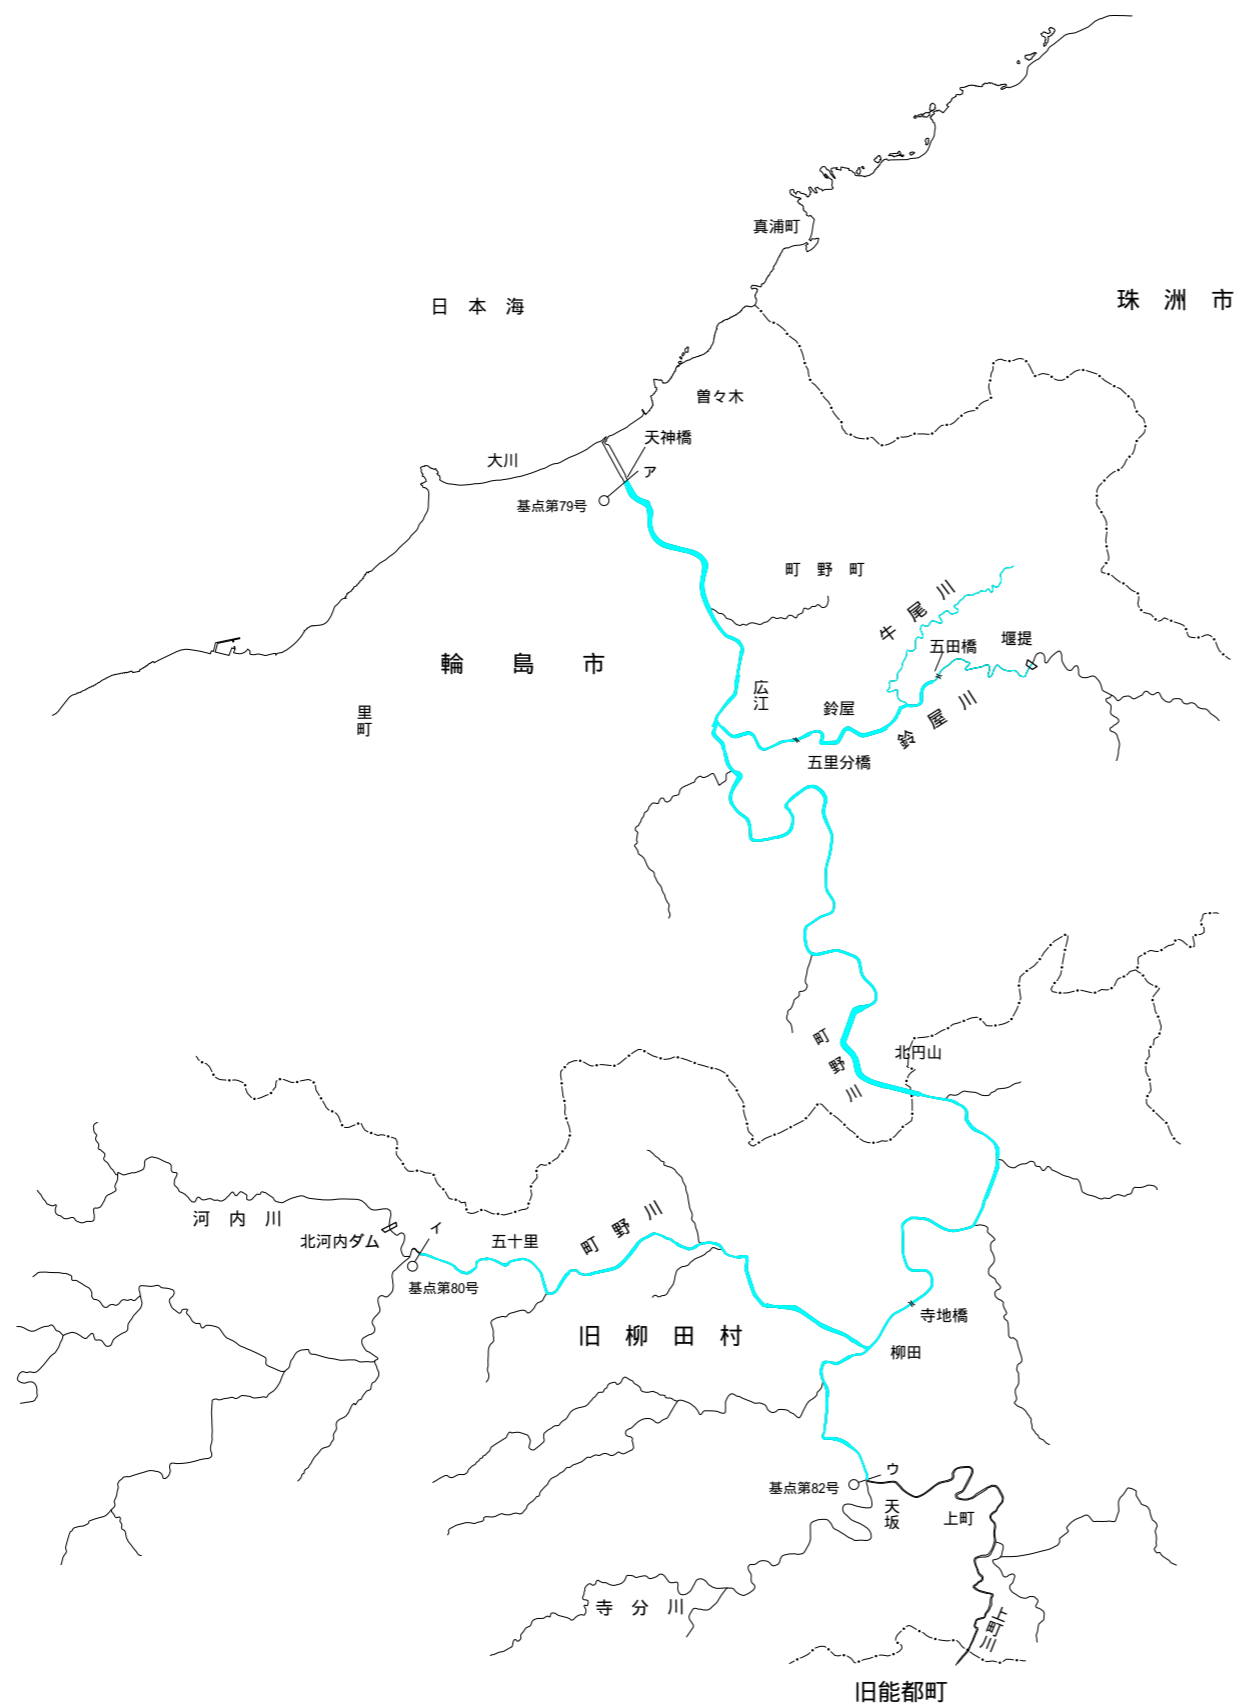 真浦町
珠洲市
日本海
曽々木
天神橋
大川
ア
基点第79号
町野町
牛尾川
堰提
五田橋
輪島市
広江
鈴屋
鈴屋川
里町
五里分橋
町野川
北円山
河内川
イ
五十里
町野川
北河内ダム
基点第80号
寺地橋
旧柳田村
柳田
ウ
基点第82号
天坂
上町
寺分川
上町川
旧能都町